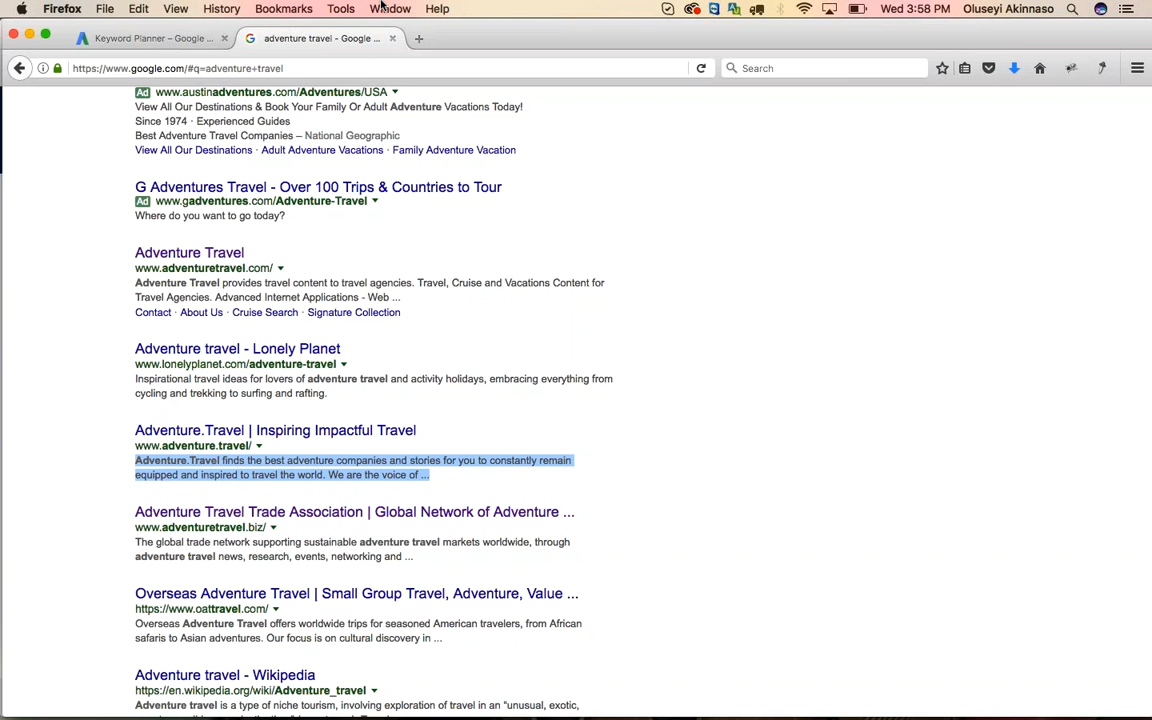 Firefox File Edit View History Bookmarks Tools Window Help Wed 3:58 PM Oluseyi Akinnaso
Keyword Planner – Google ... × adventure travel - Google ... × +
https://www.google.com/#q=adventure+travel Search
Ad www.austinadventures.com/Adventures/USA
View All Our Destinations & Book Your Family Or Adult Adventure Vacations Today!
Since 1974 · Experienced Guides
Best Adventure Travel Companies – National Geographic
View All Our Destinations · Adult Adventure Vacations · Family Adventure Vacation
G Adventures Travel - Over 100 Trips & Countries to Tour
Ad www.gadventures.com/Adventure-Travel
Where do you want to go today?
Adventure Travel
www.adventuretravel.com/
Adventure Travel provides travel content to travel agencies. Travel, Cruise and Vacations Content for
Travel Agencies. Advanced Internet Applications - Web ...
Contact · About Us · Cruise Search · Signature Collection
Adventure travel - Lonely Planet
www.lonelyplanet.com/adventure-travel
Inspirational travel ideas for lovers of adventure travel and activity holidays, embracing everything from
cycling and trekking to surfing and rafting.
Adventure.Travel | Inspiring Impactful Travel
www.adventure.travel/
Adventure.Travel finds the best adventure companies and stories for you to constantly remain
equipped and inspired to travel the world. We are the voice of ...
Adventure Travel Trade Association | Global Network of Adventure ...
www.adventuretravel.biz/
The global trade network supporting sustainable adventure travel markets worldwide, through
adventure travel news, research, events, networking and ...
Overseas Adventure Travel | Small Group Travel, Adventure, Value ...
https://www.oattravel.com/
Overseas Adventure Travel offers worldwide trips for seasoned American travelers, from African
safaris to Asian adventures. Our focus is on cultural discovery in ...
Adventure travel - Wikipedia
https://en.wikipedia.org/wiki/Adventure_travel
Adventure travel is a type of niche tourism, involving exploration of travel in an "unusual, exotic,